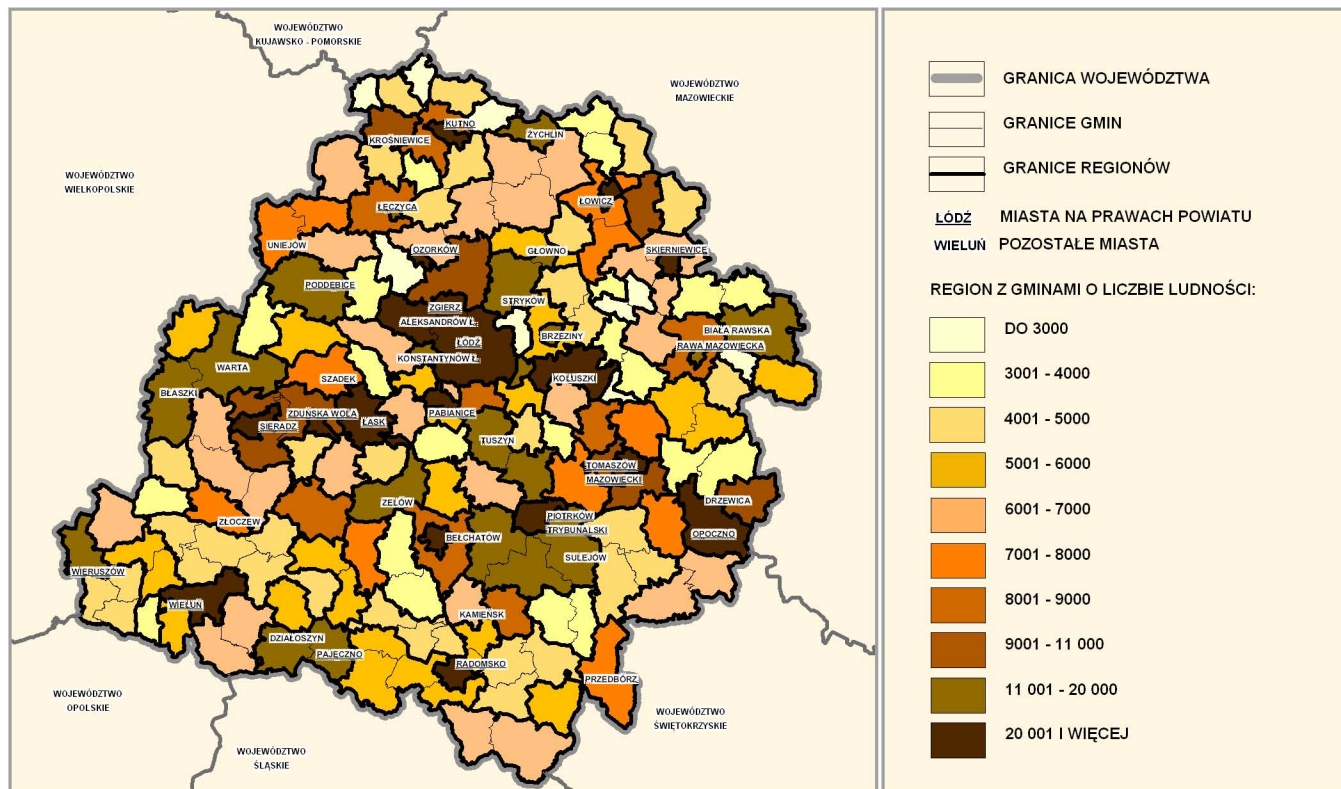 WOJEWÓDZTWO
KUJAWSKO - POMORSKIE
WOJEWÓDZTWO
MAZOWIECKIE
WOJEWÓDZTWO
WIELKOPOLSKIE
KUTNO
KROŚNIEWICE
ŻYCHLIN
ŁĘCZYCA
ŁOWICZ
UNIEJÓW
OZORKÓW
GŁOWNO
SKIERNIEWICE
PODDĘBICE
STRYKÓW
ZGIERZ
ALEKSANDRÓW Ł.
ŁÓDŹ
BRZEZINY
BIAŁA RAWSKA
RAWA MAZOWIECKA
KONSTANTYNÓW Ł.
WARTA
SZADEK
KOLUSZKI
BŁASZKI
ZDUŃSKA WOLA
PABIANICE
SIERADZ
ŁASK
TUSZYN
TOMASZÓW
MAZOWIECKI
ZELÓW
DRZEWICA
ZŁOCZEW
PIOTRKÓW
TRYBUNALSKI
OPOCZNO
BEŁCHATÓW
SULEJÓW
WIERUSZÓW
WIELUŃ
KAMIEŃSK
DZIAŁOSZYN
PAJĘCZNO
RADOMSKO
PRZEDBÓRZ
WOJEWÓDZTWO
OPOLSKIE
WOJEWÓDZTWO
ŚWIĘTOKRZYSKIE
WOJEWÓDZTWO
ŚLĄSKIE
GRANICA WOJEWÓDZTWA
GRANICE GMIN
GRANICE REGIONÓW
ŁÓDŹ MIASTA NA PRAWACH POWIATU
WIELUŃ POZOSTAŁE MIASTA
REGION Z GMINAMI O LICZBIE LUDNOŚCI:
DO 3000
3001 - 4000
4001 - 5000
5001 - 6000
6001 - 7000
7001 - 8000
8001 - 9000
9001 - 11 000
11 001 - 20 000
20 001 I WIĘCEJ